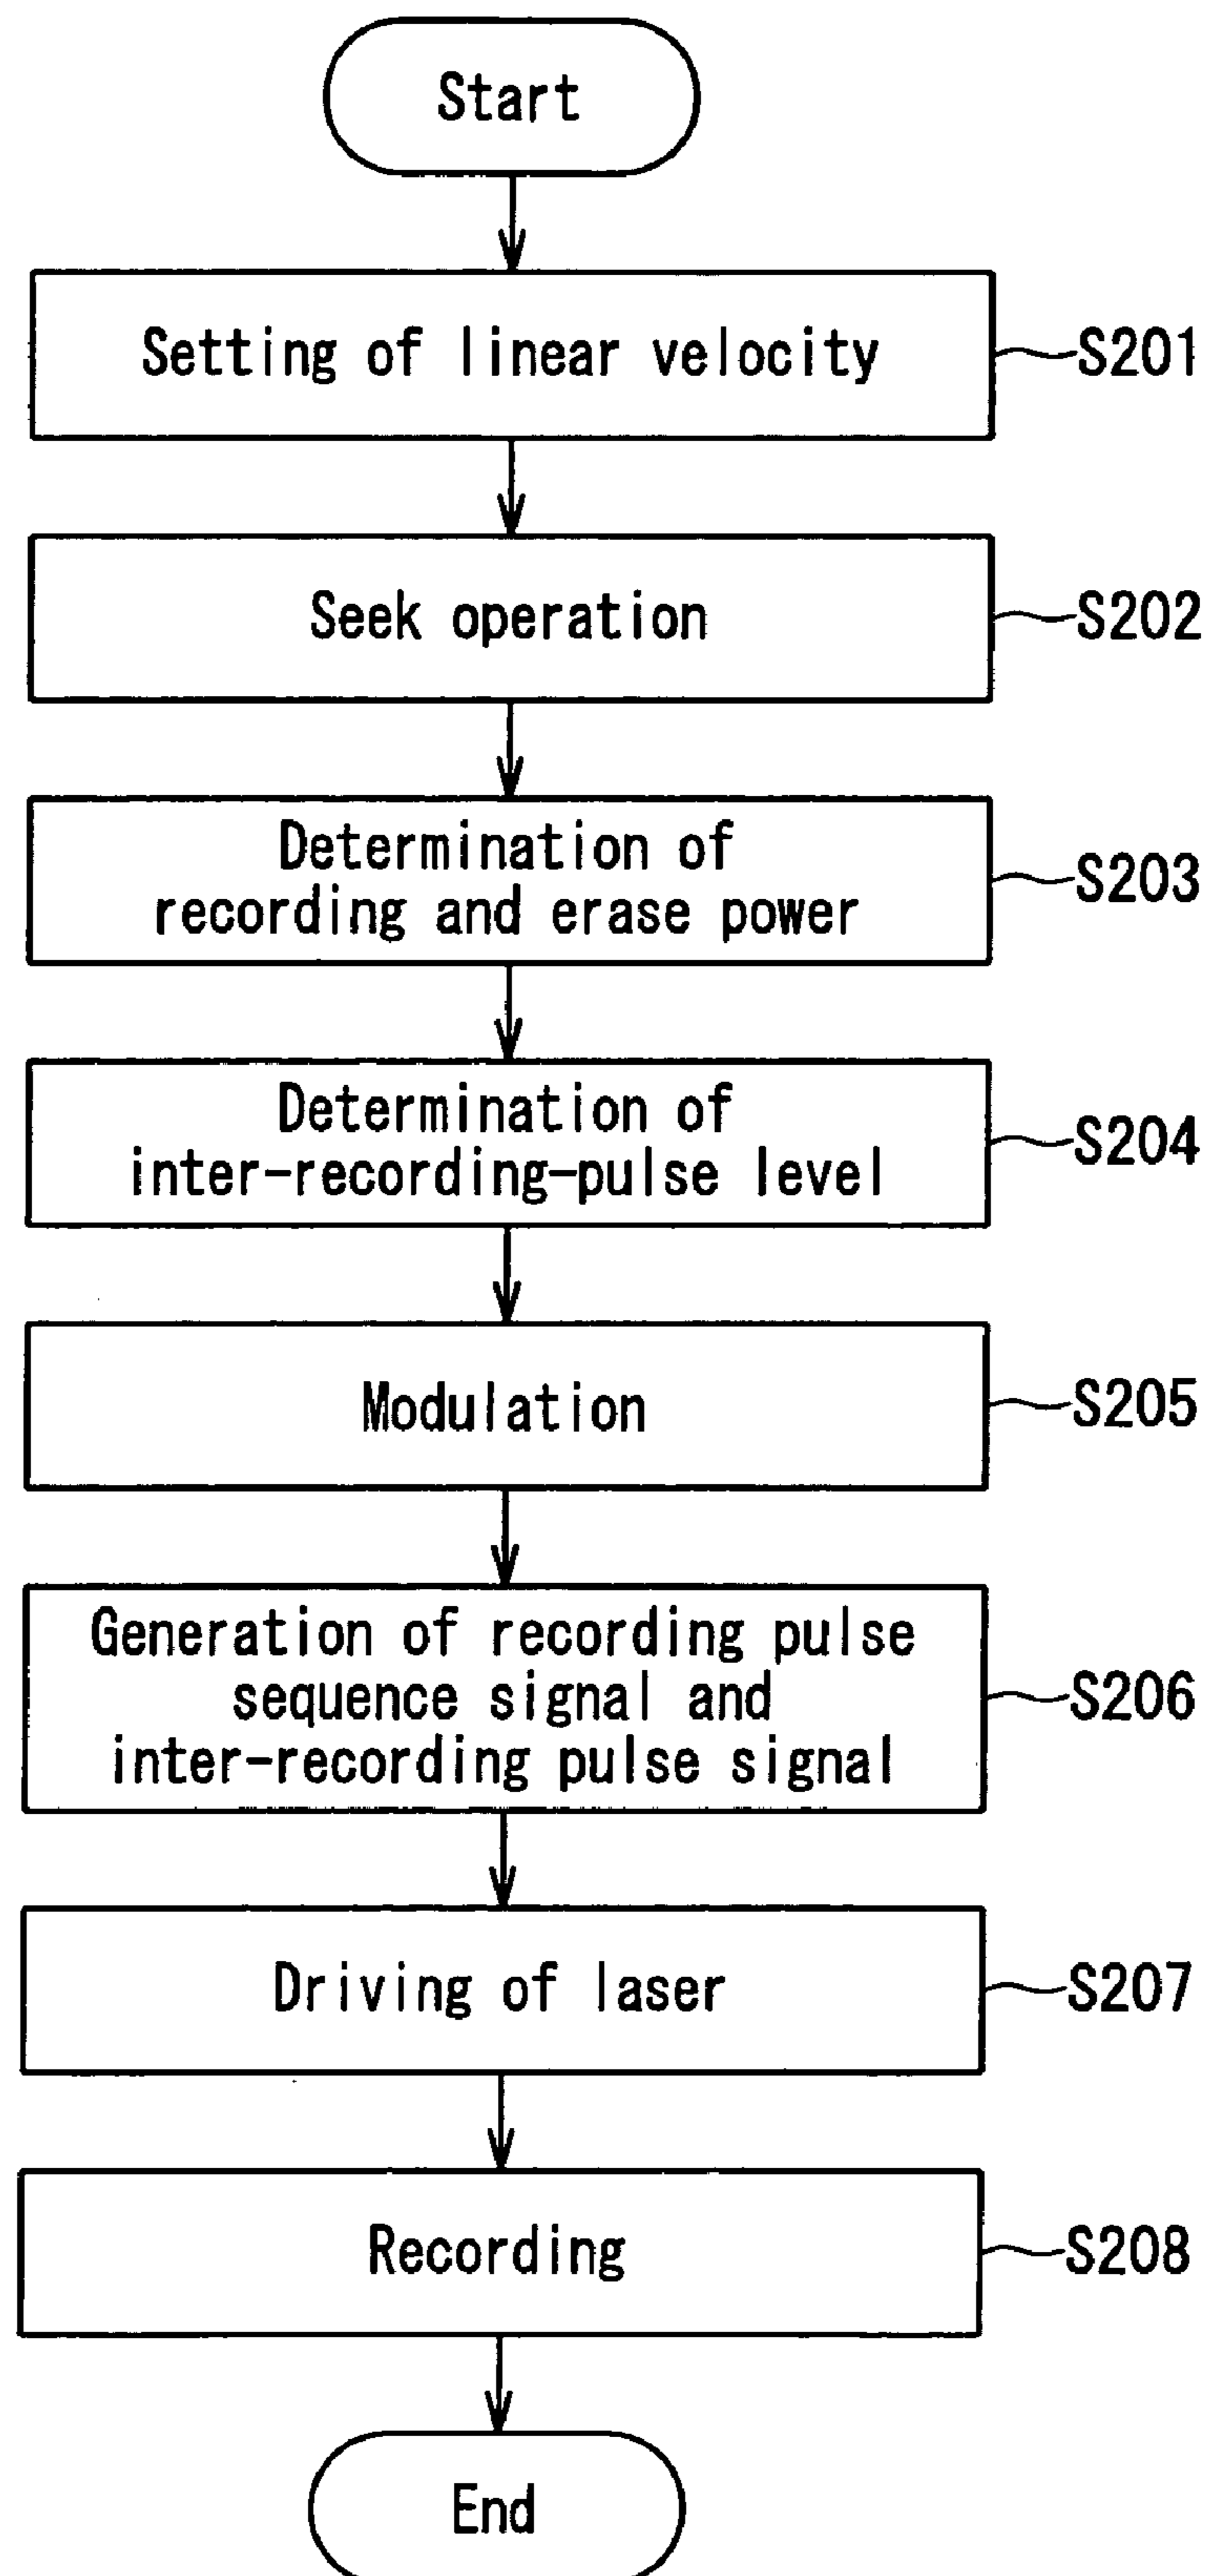 Start
Setting of linear velocity
S201
Seek operation
S202
Determination of
recording and erase power
S203
Determination of
inter-recording-pulse level
S204
Modulation
S205
Generation of recording pulse
sequence signal and
inter-recording pulse signal
S206
Driving of laser
S207
Recording
S208
End